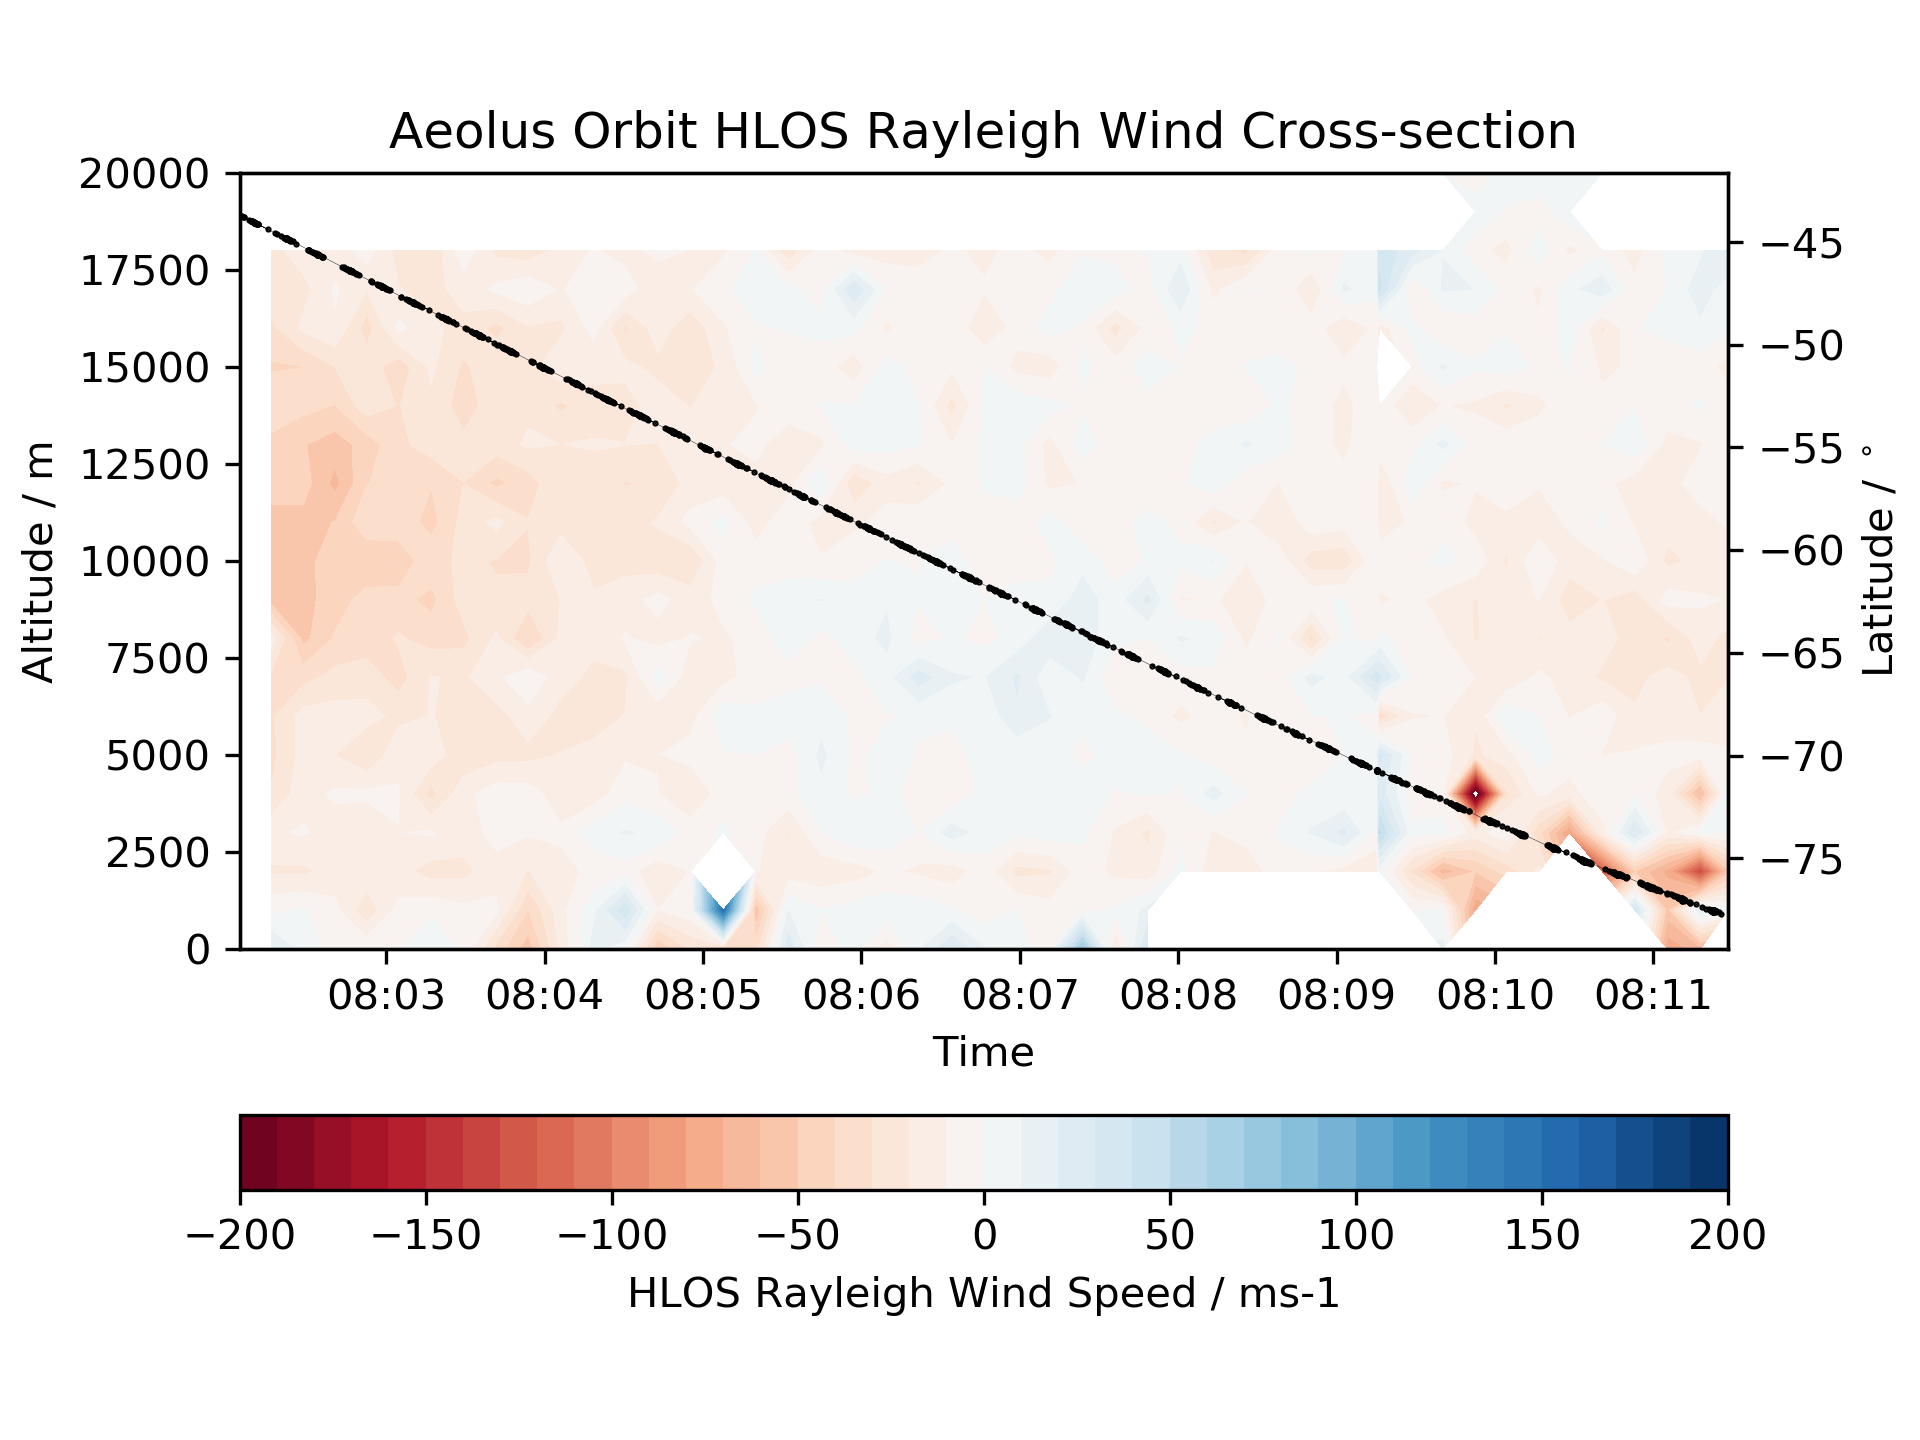 Aeolus Orbit HLOS Rayleigh Wind Cross-section
20000
17500
15000
12500
10000
7500
5000
2500
0
Altitude / m
−45
−50
−55
−60
−65
−70
−75
Latitude / °
08:03 08:04 08:05 08:06 08:07 08:08 08:09 08:10 08:11
Time
−200 −150 −100 −50 0 50 100 150 200
HLOS Rayleigh Wind Speed / ms-1